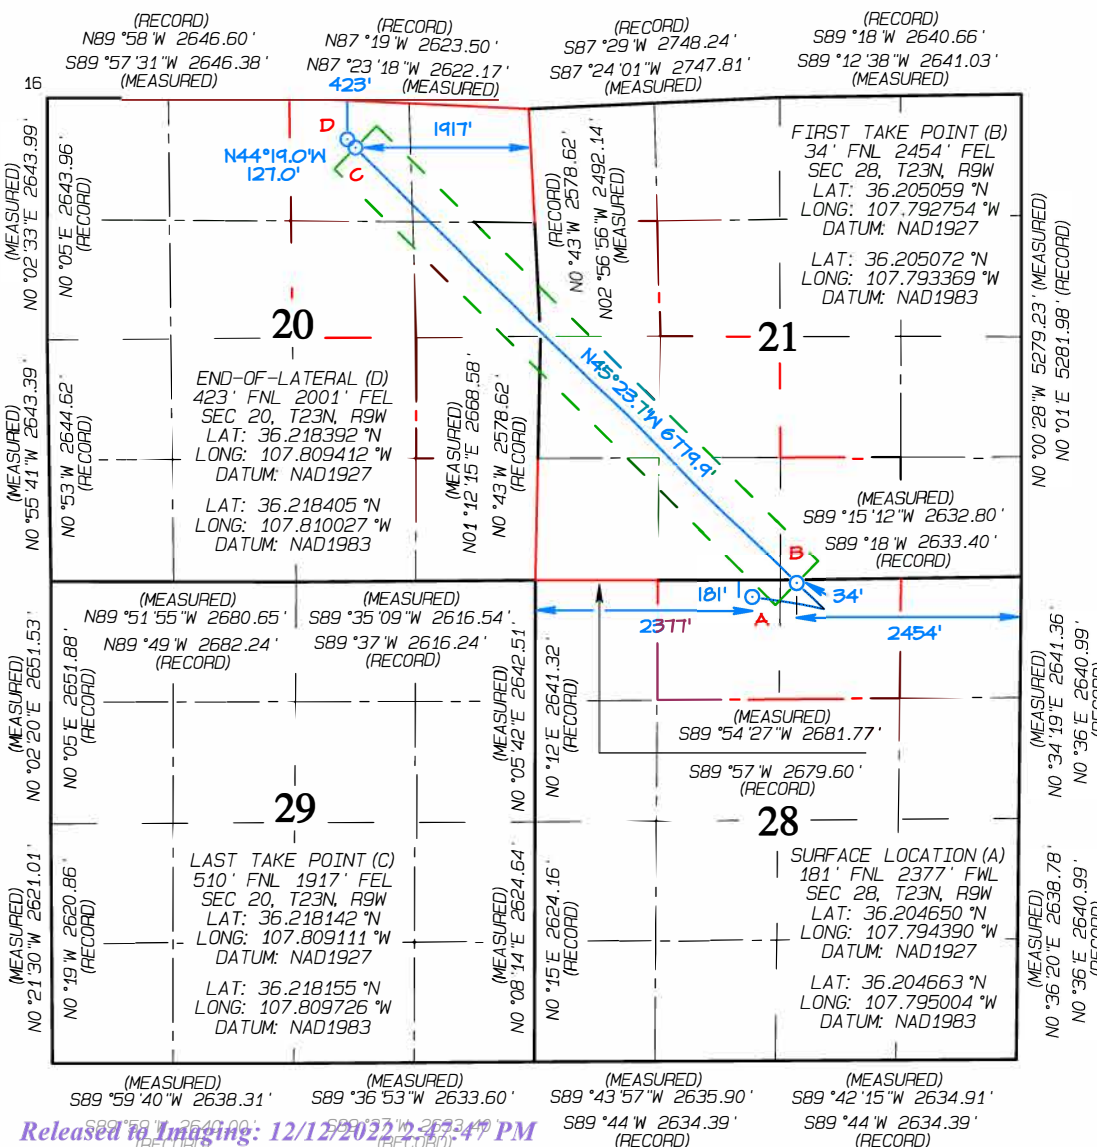 (RECORD)
N89°58'W 2646.60'
S89°57'31"W 2646.38'
(MEASURED)
(RECORD)
N87°19'W 2623.50'
N87°23'18"W 2622.17'
(MEASURED)
(RECORD)
S87°29'W 2748.24'
S87°24'01"W 2747.81'
(MEASURED)
(RECORD)
S89°18'W 2640.66'
S89°12'38"W 2641.03'
(MEASURED)
16
423'
D
1917'
N44°19.0'W
127.0'
C
(MEASURED)
N0°02'33"E 2643.99'
N0°05'E 2643.96'
(RECORD)
(RECORD)
N0°43'W 2578.62'
N02°56'56"W 2492.14'
(MEASURED)
FIRST TAKE POINT (B)
34' FNL 2454' FEL
SEC 28, T23N, R9W
LAT: 36.205059 °N
LONG: 107.792754 °W
DATUM: NAD1927
LAT: 36.205072 °N
LONG: 107.793369 °W
DATUM: NAD1983
N0°00'28"W 5279.23' (MEASURED)
N0°01'E 5281.98' (RECORD)
20
21
N45°23.7'W 6779.9'
END-OF-LATERAL (D)
423' FNL 2001' FEL
SEC 20, T23N, R9W
LAT: 36.218392 °N
LONG: 107.809412 °W
DATUM: NAD1927
LAT: 36.218405 °N
LONG: 107.810027 °W
DATUM: NAD1983
(MEASURED)
N0°55'41"W 2643.39'
N0°53'W 2644.62'
(RECORD)
(MEASURED)
N01°12'15"E 2668.58'
N0°43'W 2578.62'
(RECORD)
(MEASURED)
S89°15'12"W 2632.80'
S89°18'W 2633.40'
(RECORD)
B
181'
34'
A
2377'
2454'
(MEASURED)
N89°51'55"W 2680.65'
N89°49'W 2682.24'
(RECORD)
(MEASURED)
S89°35'09"W 2616.54'
S89°37'W 2616.24'
(RECORD)
(MEASURED)
N0°02'20"E 2651.53'
N0°05'E 2651.88'
(RECORD)
(MEASURED)
N0°05'42"E 2642.51'
N0°12'E 2641.32'
(RECORD)
(MEASURED)
S89°54'27"W 2681.77'
S89°57'W 2679.60'
(RECORD)
(MEASURED)
N0°34'19"E 2641.36'
N0°36'E 2640.99'
(RECORD)
29
28
LAST TAKE POINT (C)
510' FNL 1917' FEL
SEC 20, T23N, R9W
LAT: 36.218142 °N
LONG: 107.809111 °W
DATUM: NAD1927
LAT: 36.218155 °N
LONG: 107.809726 °W
DATUM: NAD1983
SURFACE LOCATION (A)
181' FNL 2377' FWL
SEC 28, T23N, R9W
LAT: 36.204650 °N
LONG: 107.794390 °W
DATUM: NAD1927
LAT: 36.204663 °N
LONG: 107.795004 °W
DATUM: NAD1983
(MEASURED)
N0°21'30"W 2621.01'
N0°19'W 2620.86'
(RECORD)
(MEASURED)
N0°08'14"E 2624.64'
N0°15'E 2624.16'
(RECORD)
(MEASURED)
N0°36'20"E 2638.78'
N0°36'E 2640.99'
(RECORD)
(MEASURED)
S89°59'40"W 2638.31'
S89°59'W 2640.00'
(RECORD)
(MEASURED)
S89°36'53"W 2633.60'
S89°37'W 2633.40'
(RECORD)
(MEASURED)
S89°43'57"W 2635.90'
S89°44'W 2634.39'
(RECORD)
(MEASURED)
S89°42'15"W 2634.91'
S89°44'W 2634.39'
(RECORD)
Released to Imaging: 12/12/2022 2:47:47 PM